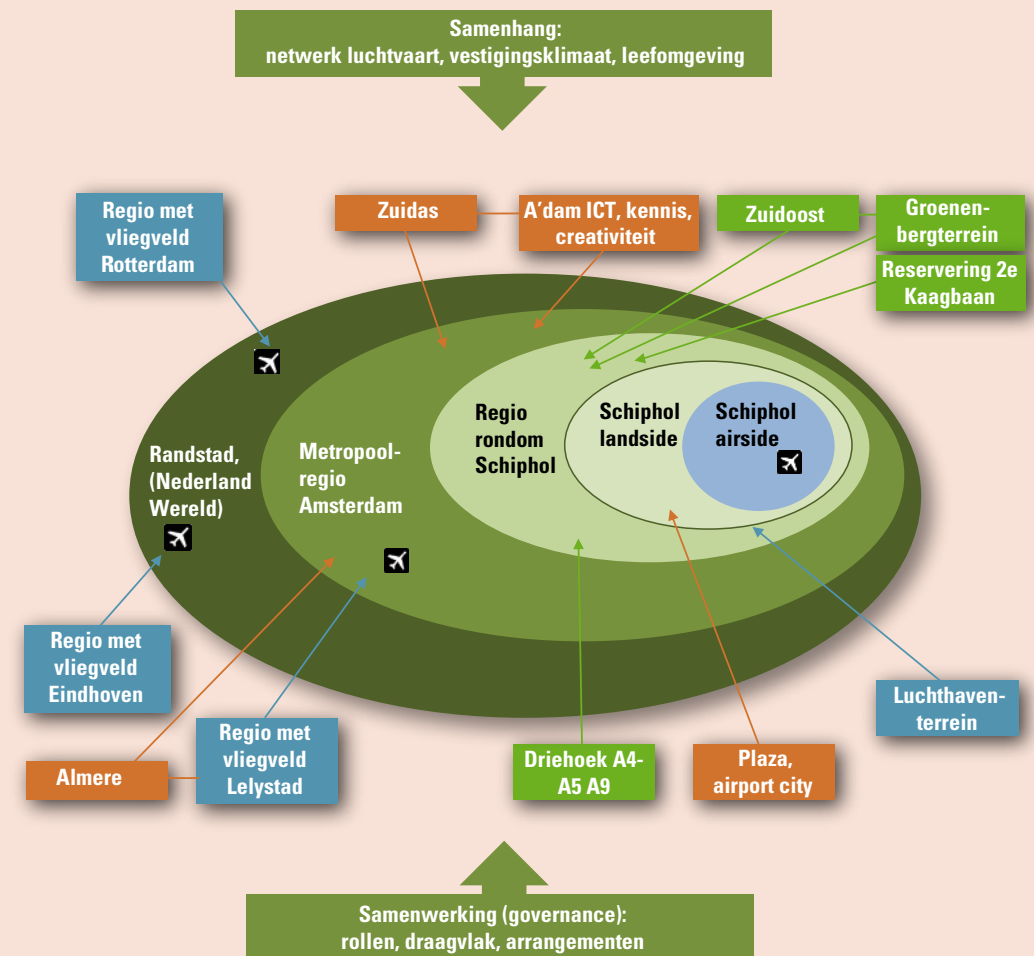 Samenhang:
netwerk luchtvaart, vestigingsklimaat, leefomgeving
Regio met
vliegveld
Rotterdam
Zuidas
A'dam ICT, kennis,
creativiteit
Zuidoost
Groenen-
bergterrein
Reservering 2e
Kaagbaan
Randstad,
(Nederland
Wereld)
Metropool-
regio
Amsterdam
Regio
rondom
Schiphol
Schiphol
landside
Schiphol
airside
Regio met
vliegveld
Eindhoven
Almere
Regio met
vliegveld
Lelystad
Driehoek A4-
A5 A9
Plaza,
airport city
Luchthaven-
terrein
Samenwerking (governance):
rollen, draagvlak, arrangementen